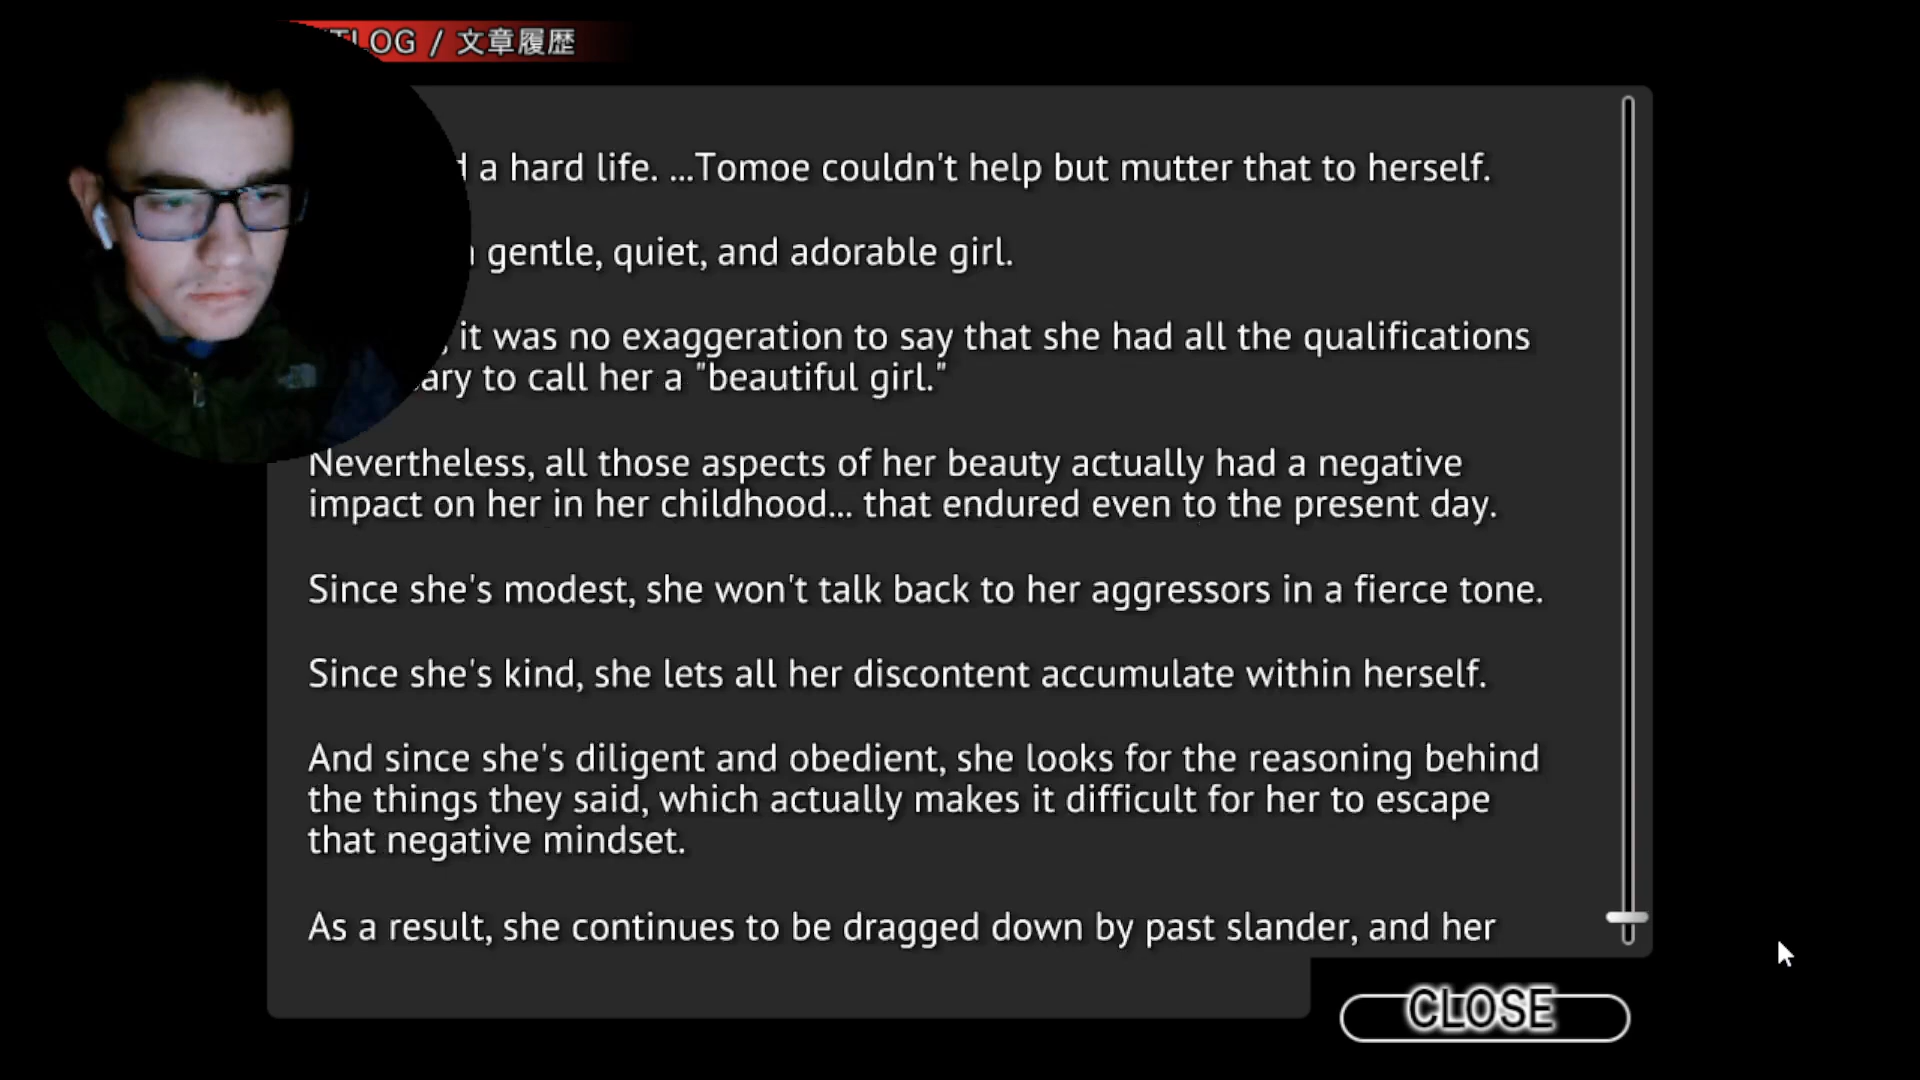 LOG / 文章履歴
a hard life. ...Tomoe couldn't help but mutter that to herself.
gentle, quiet, and adorable girl.
it was no exaggeration to say that she had all the qualifications
to call her a "beautiful girl."
Nevertheless, all those aspects of her beauty actually had a negative
impact on her in her childhood... that endured even to the present day.
Since she's modest, she won't talk back to her aggressors in a fierce tone.
Since she's kind, she lets all her discontent accumulate within herself.
And since she's diligent and obedient, she looks for the reasoning behind
the things they said, which actually makes it difficult for her to escape
that negative mindset.
As a result, she continues to be dragged down by past slander, and her
CLOSE